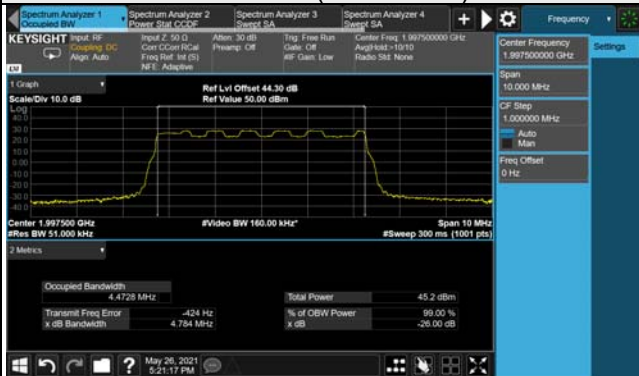 Spectrum Analyzer 1
Occupied BW
Spectrum Analyzer 2
Power Stat CCDF
Spectrum Analyzer 3
Swept SA
Spectrum Analyzer 4
Swept SA
Frequency
KEYSIGHT
Input: RF
Coupling: DC
Align: Auto
Input Z: 50 Ω
Corr CCorr RCal
Freq Ref: Int (S)
NFE: Adaptive
Atten: 30 dB
Preamp: Off
Trig: Free Run
Gate: Off
#IF Gain: Low
Center Freq: 1.997500000 GHz
Avg|Hold:>10/10
Radio Std: None
Center Frequency
1.997500000 GHz
Settings
Span
10.000 MHz
CF Step
1.000000 MHz
Auto
Man
Freq Offset
0 Hz
1 Graph
Scale/Div 10.0 dB
Ref Lvl Offset 44.30 dB
Ref Value 50.00 dBm
Log
40.0
30.0
20.0
10.0
0.00
-10.0
-20.0
-30.0
-40.0
Center 1.997500 GHz
#Res BW 51.000 kHz
#Video BW 160.00 kHz*
Span 10 MHz
#Sweep 300 ms (1001 pts)
2 Metrics
Occupied Bandwidth
4.4728 MHz
Total Power
45.2 dBm
Transmit Freq Error
-424 Hz
% of OBW Power
99.00 %
x dB Bandwidth
4.784 MHz
x dB
-26.00 dB
May 26, 2021
5:21:17 PM